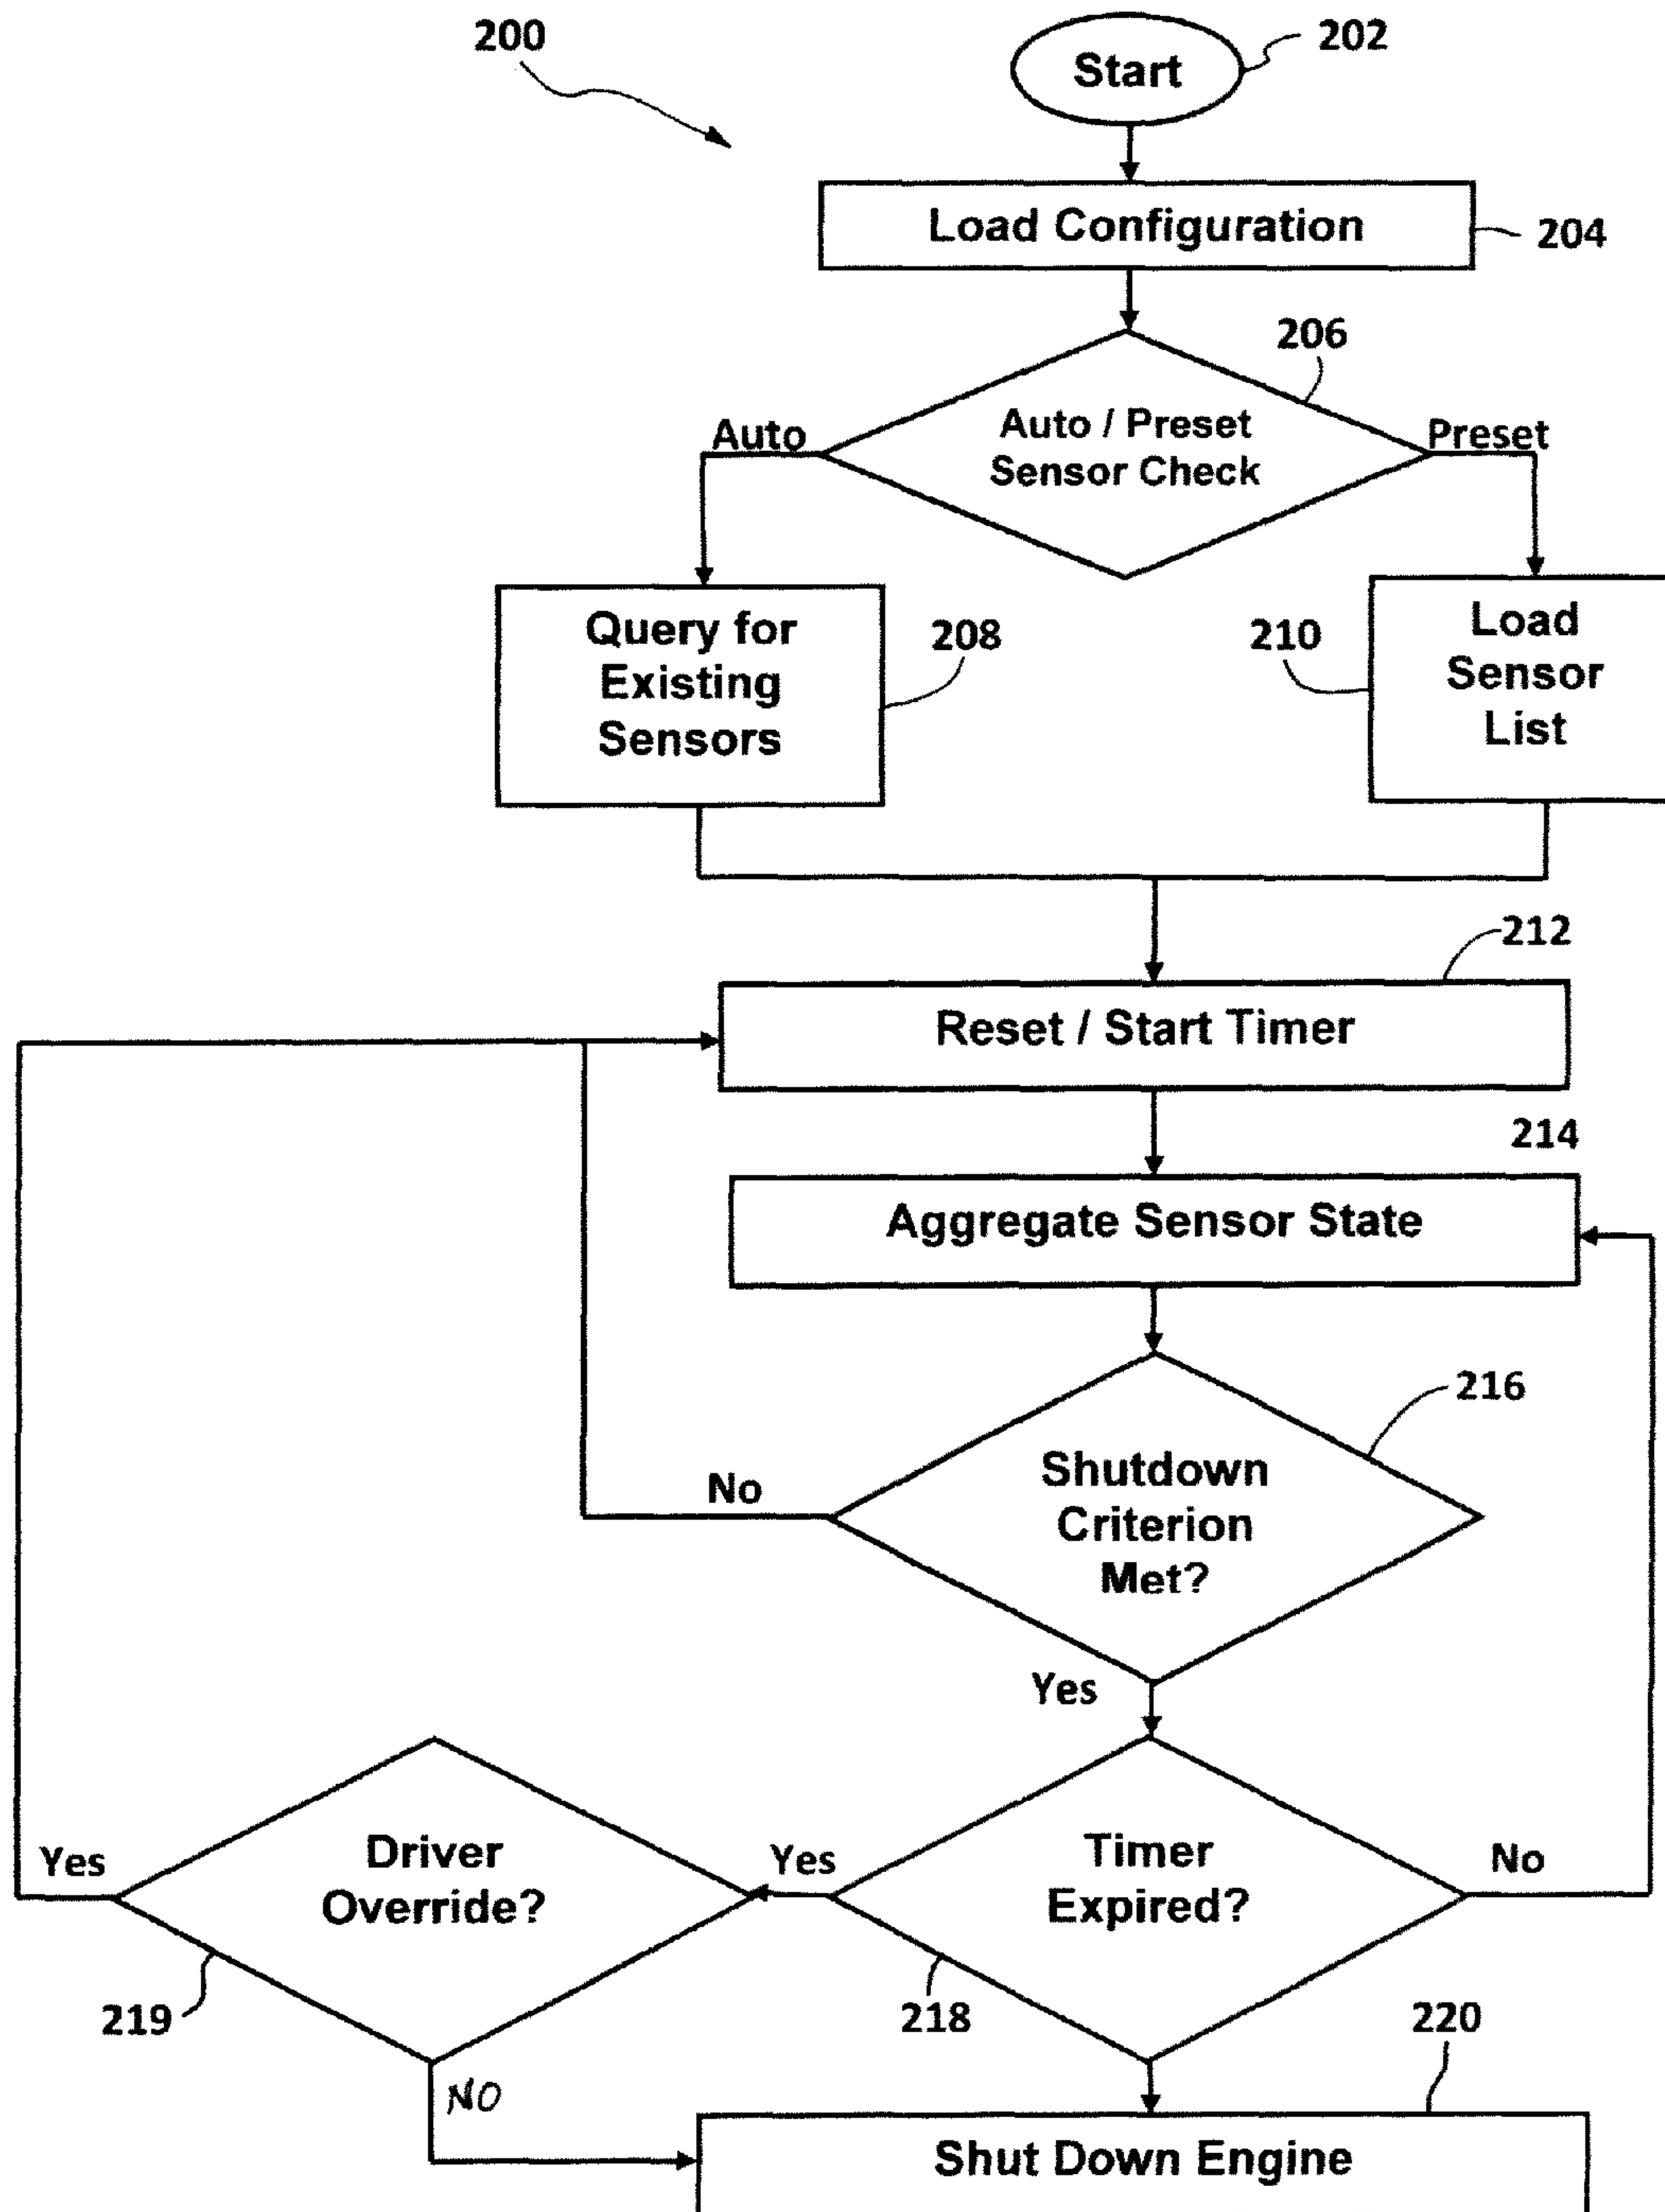 200
Start
202
Load Configuration
204
206
Auto / Preset
Sensor Check
Auto
Preset
Query for
Existing
Sensors
208
210
Load
Sensor
List
212
Reset / Start Timer
214
Aggregate Sensor State
216
Shutdown
Criterion
Met?
No
Yes
Driver
Override?
Yes
Yes
Timer
Expired?
No
219
218
220
NO
Shut Down Engine